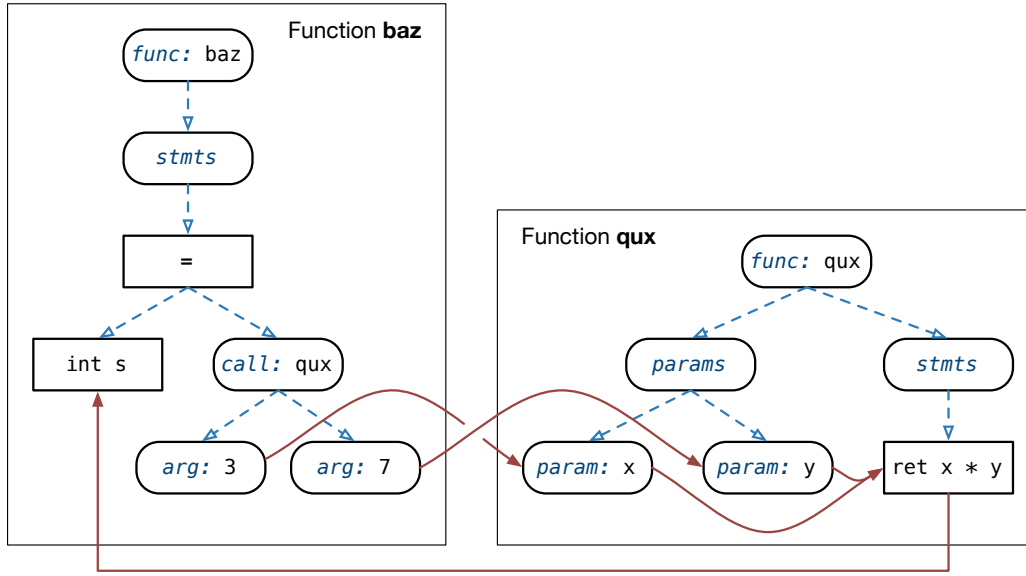 Function baz
func: baz
stmts
=
int s
call: qux
arg: 3
arg: 7
Function qux
func: qux
params
stmts
param: x
param: y
ret x * y